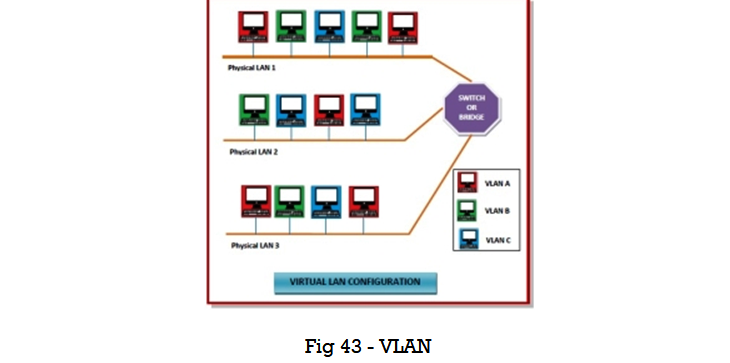 Physical LAN 1
SWITCH
OR
BRIDGE
Physical LAN 2
VLAN A
VLAN B
VLAN C
Physical LAN 3
VIRTUAL LAN CONFIGURATION
Fig 43 - VLAN